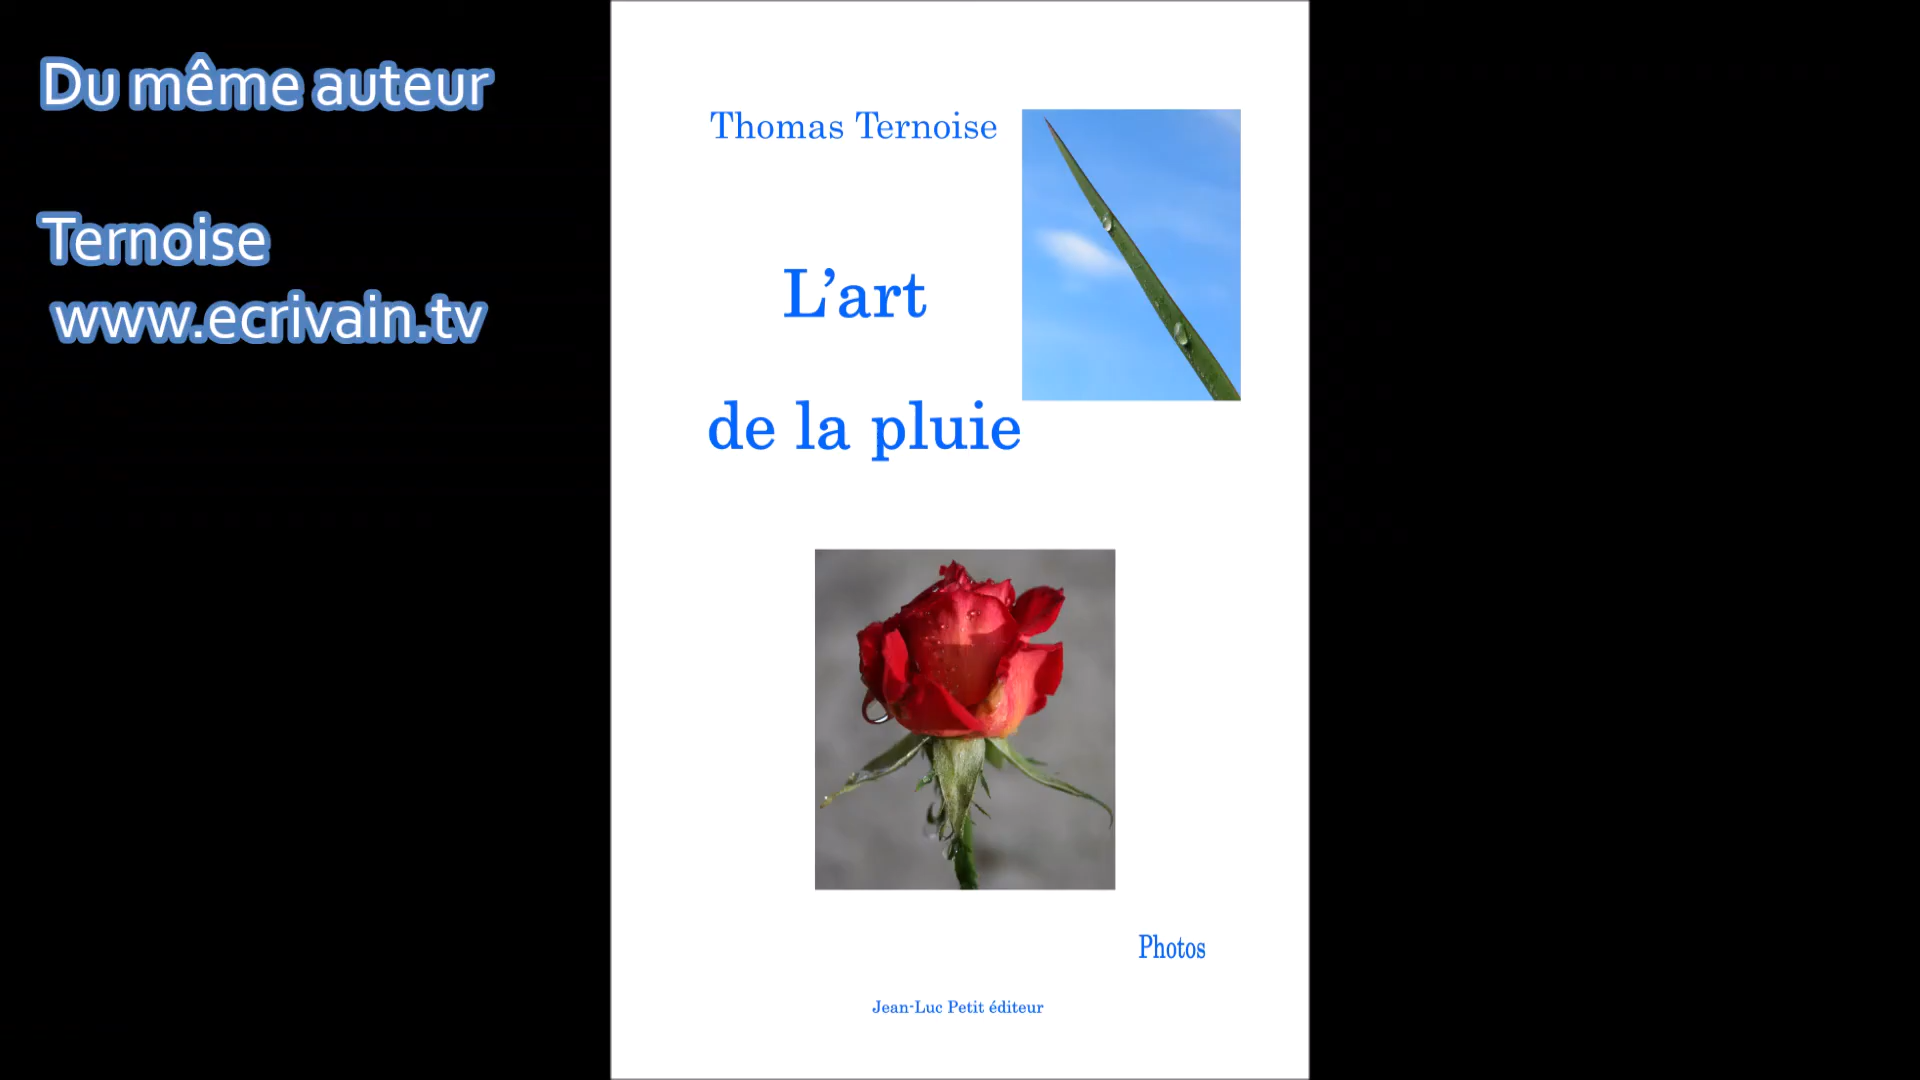 Du même auteur
Ternoise
www.ecrivain.tv
Thomas Ternoise
L’art
de la pluie
Photos
Jean-Luc Petit éditeur